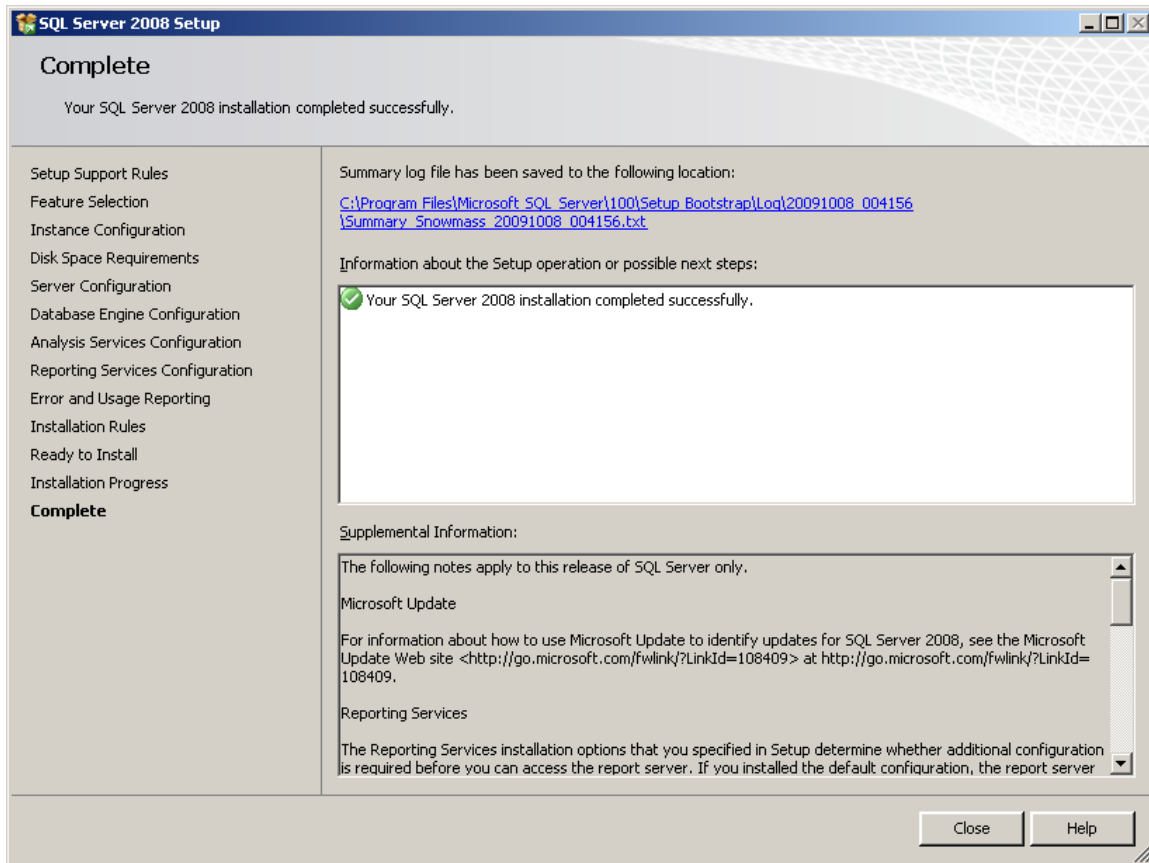 SQL Server 2008 Setup
Complete
Your SQL Server 2008 installation completed successfully.
Setup Support Rules
Feature Selection
Instance Configuration
Disk Space Requirements
Server Configuration
Database Engine Configuration
Analysis Services Configuration
Reporting Services Configuration
Error and Usage Reporting
Installation Rules
Ready to Install
Installation Progress
Complete
Summary log file has been saved to the following location:
C:\Program Files\Microsoft SQL Server\100\Setup Bootstrap\Log\20091008_004156
\Summary_Snowmass_20091008_004156.txt
Information about the Setup operation or possible next steps:
Your SQL Server 2008 installation completed successfully.
Supplemental Information:
The following notes apply to this release of SQL Server only.
Microsoft Update
For information about how to use Microsoft Update to identify updates for SQL Server 2008, see the Microsoft
Update Web site <http://go.microsoft.com/fwlink/?LinkId=108409> at http://go.microsoft.com/fwlink/?LinkId=
108409.
Reporting Services
The Reporting Services installation options that you specified in Setup determine whether additional configuration
is required before you can access the report server. If you installed the default configuration, the report server
Close
Help